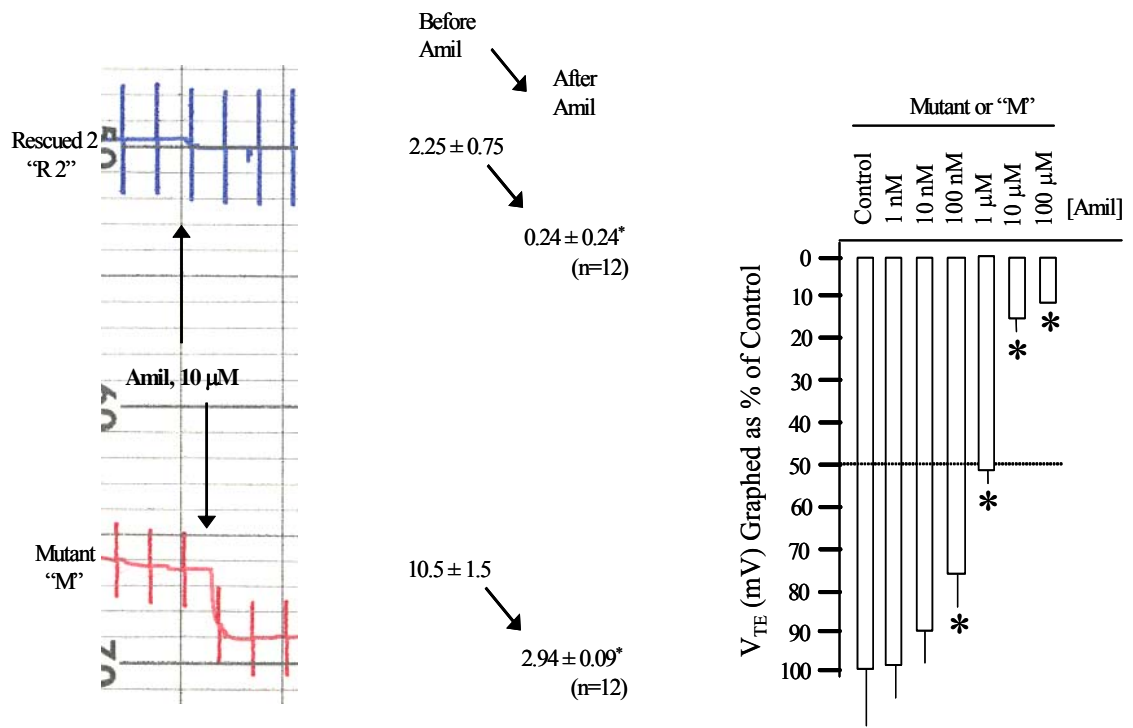 Before
Amil
After
Amil
Rescued 2
“R 2”
50
2.25 ± 0.75
0.24 ± 0.24*
(n=12)
Amil, 10 µM
60
Mutant
“M”
70
10.5 ± 1.5
2.94 ± 0.09*
(n=12)
Mutant or “M”
Control
1 nM
10 nM
100 nM
1 µM
10 µM
100 µM
[Amil]
V_TE (mV) Graphed as % of Control
0
10
20
30
40
50
60
70
80
90
100
*
*
*
*